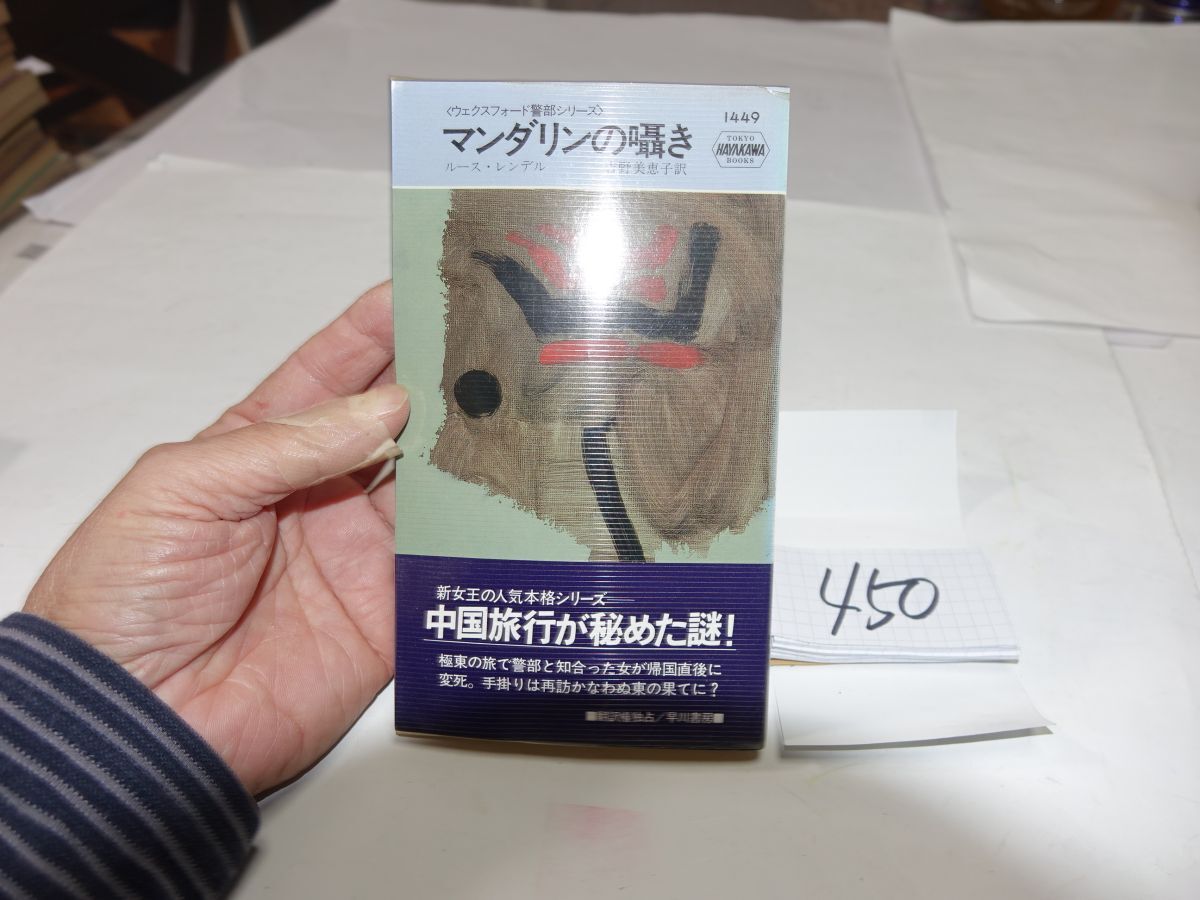 〈ウェクスフォード警部シリーズ〉
マンダリンの囁き
ルース・レンデル
吉野美恵子訳
1449
TOKYO
HAYAKAWA
BOOKS
新女王の人気本格シリーズ──
中国旅行が秘めた謎!
極東の旅で警部と知合った女が帰国直後に
変死。手掛りは再訪かなわぬ東の果てに?
■翻訳権独占/早川書房■
450